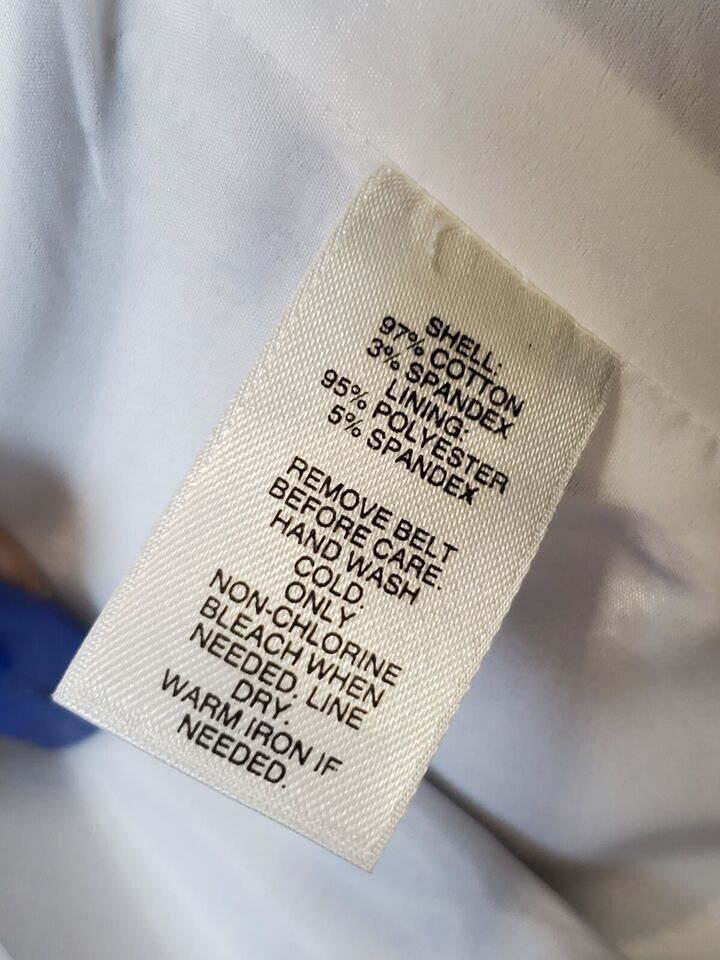 SHELL:
97% COTTON
3% SPANDEX
LINING:
95% POLYESTER
5% SPANDEX
REMOVE BELT
BEFORE CARE.
HAND WASH
COLD.
ONLY
NON-CHLORINE
BLEACH WHEN
NEEDED. LINE
DRY.
WARM IRON IF
NEEDED.